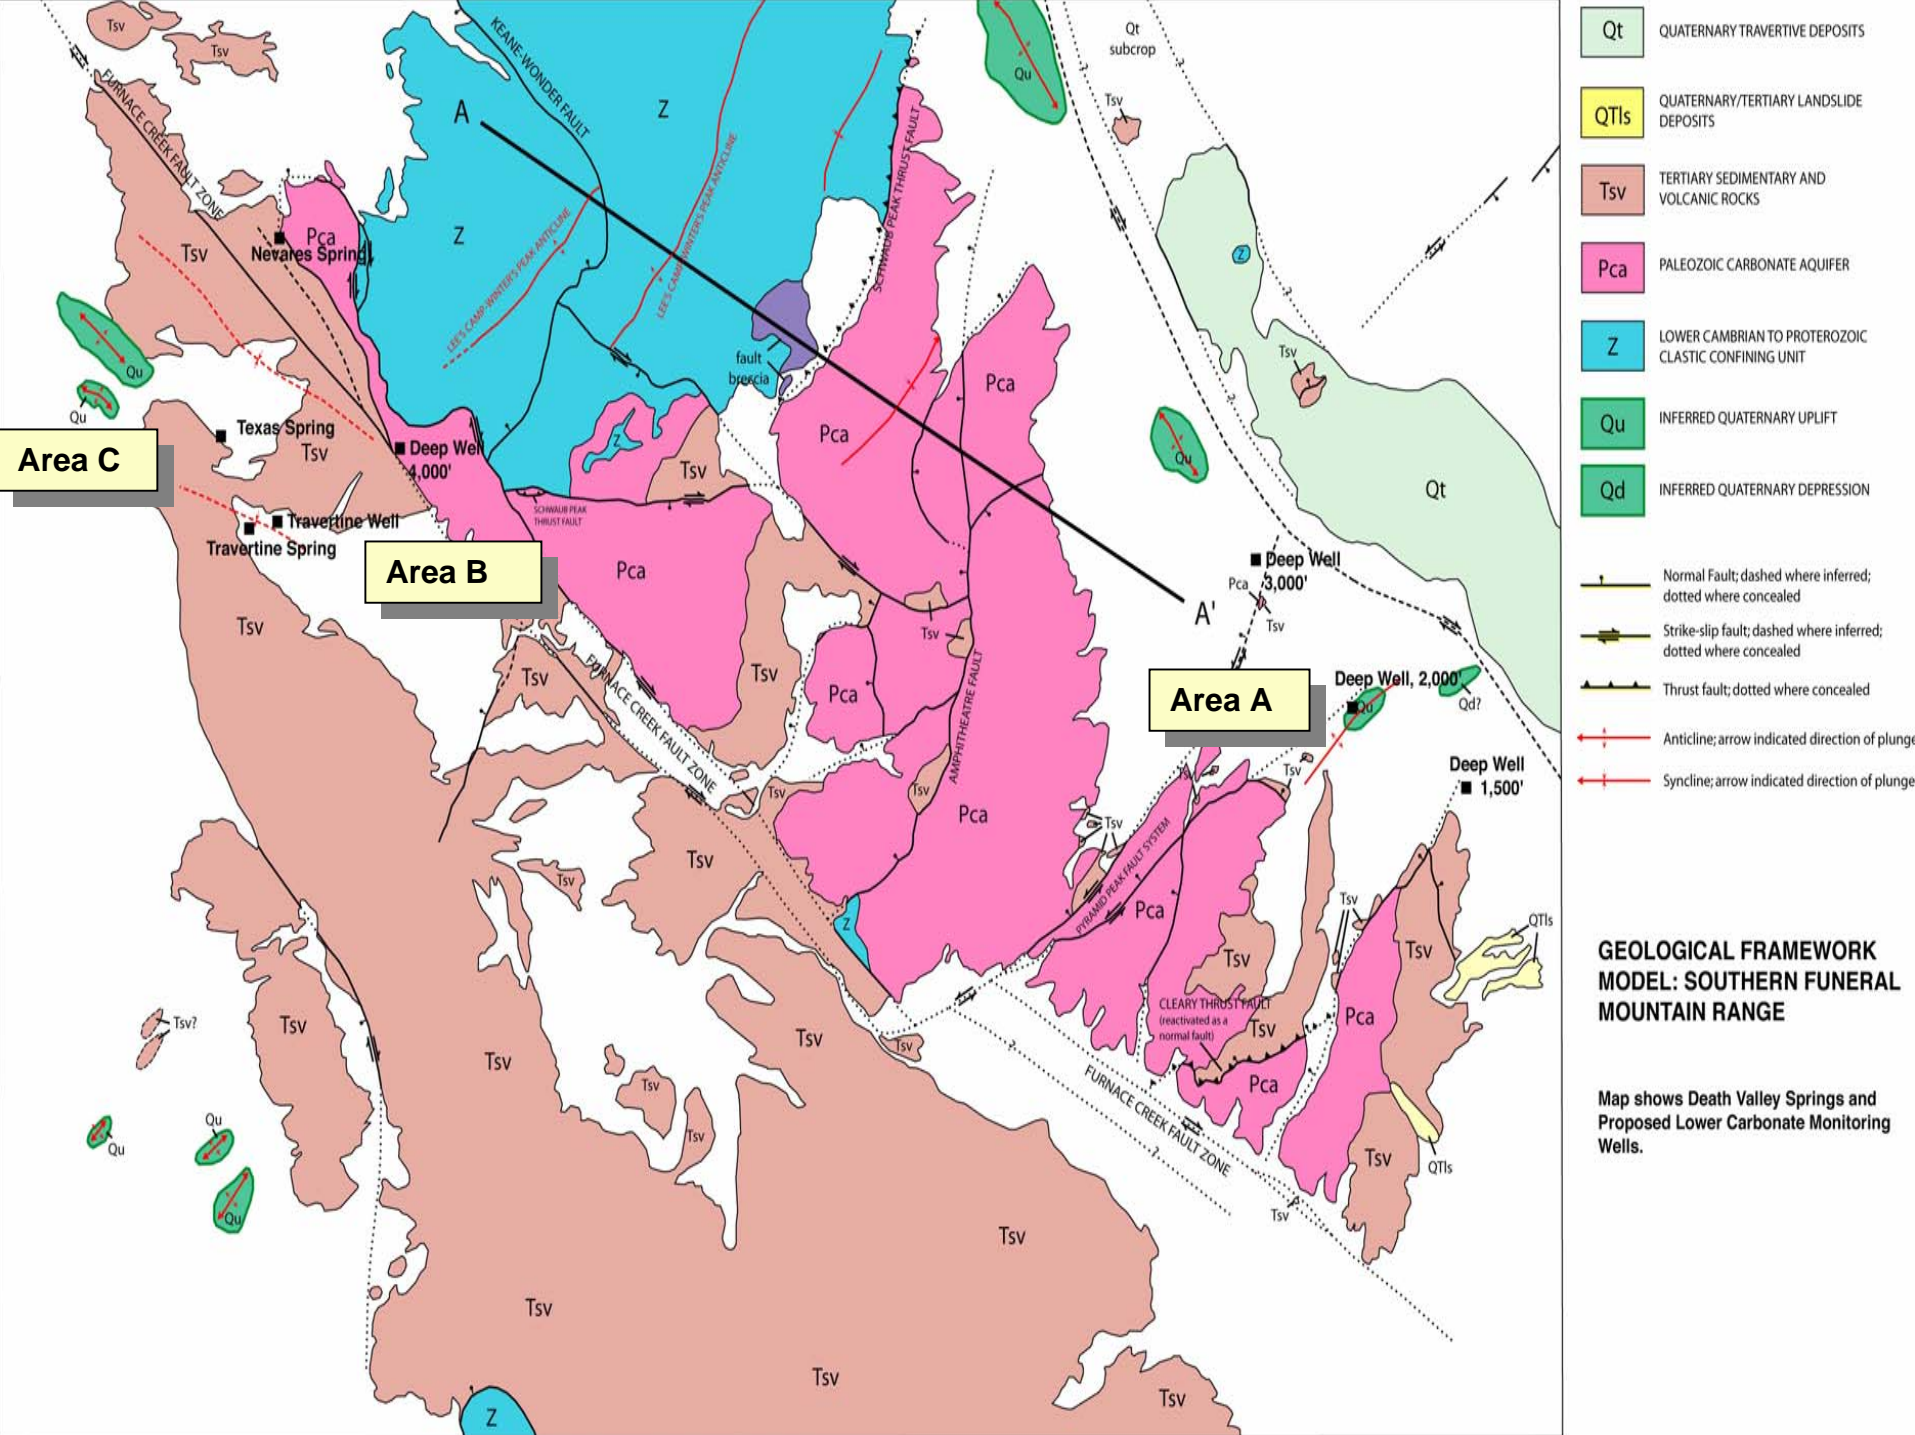 Tsv
Tsv
KEANE-WONDER FAULT
Z
A
Qu
Qt
subcrop
Tsv
FURNACE CREEK FAULT ZONE
SCHWAUB PEAK THRUST FAULT
LEE'S CAMP-WINTER'S PEAK ANTICLINE
LEE'S CAMP-WINTER'S PEAK ANTICLINE
Z
Pca
Tsv
Nevares Spring
Z
Qu
Qu
fault
breccia
Tsv
Pca
Pca
Texas Spring
Tsv
Area C
Deep Well
4,000'
Z
Tsv
Qu
Qt
SCHWAUB PEAK
THRUST FAULT
Travertine Well
Travertine Spring
Area B
Pca
Deep Well
3,000'
Pca
A'
Tsv
Tsv
Tsv
Tsv
Tsv
FURNACE CREEK FAULT ZONE
Pca
AMPHITHEATRE FAULT
Area A
Deep Well, 2,000'
Qu
Qd?
Tsv
Tsv
Deep Well
1,500'
Tsv
Tsv
Pca
Tsv
Tsv
Tsv
PYRAMID PEAK FAULT SYSTEM
Pca
Z
Tsv
Tsv
Tsv
QTls
CLEARY THRUST FAULT
(reactivated as a
normal fault)
Tsv
Pca
Tsv?
Tsv
Tsv
Tsv
Tsv
?
Pca
FURNACE CREEK FAULT ZONE
Tsv
Tsv
Qu
Qu
Qu
?
Tsv
QTls
Tsv
Tsv
Tsv
Tsv
Tsv
Z
Qt
QUATERNARY TRAVERTIVE DEPOSITS
QTls
QUATERNARY/TERTIARY LANDSLIDE
DEPOSITS
Tsv
TERTIARY SEDIMENTARY AND
VOLCANIC ROCKS
Pca
PALEOZOIC CARBONATE AQUIFER
Z
LOWER CAMBRIAN TO PROTEROZOIC
CLASTIC CONFINING UNIT
Qu
INFERRED QUATERNARY UPLIFT
Qd
INFERRED QUATERNARY DEPRESSION
Normal Fault; dashed where inferred;
dotted where concealed
Strike-slip fault; dashed where inferred;
dotted where concealed
Thrust fault; dotted where concealed
Anticline; arrow indicated direction of plunge
Syncline; arrow indicated direction of plunge
GEOLOGICAL FRAMEWORK
MODEL: SOUTHERN FUNERAL
MOUNTAIN RANGE
Map shows Death Valley Springs and
Proposed Lower Carbonate Monitoring
Wells.